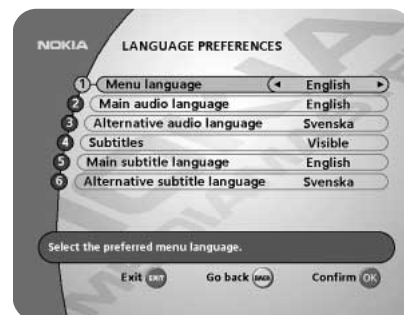 NOKIA
LANGUAGE PREFERENCES
1 Menu language English
2 Main audio language English
3 Alternative audio language Svenska
4 Subtitles Visible
5 Main subtitle language English
6 Alternative subtitle language Svenska
Select the preferred menu language.
Exit EXIT Go back BACK Confirm OK